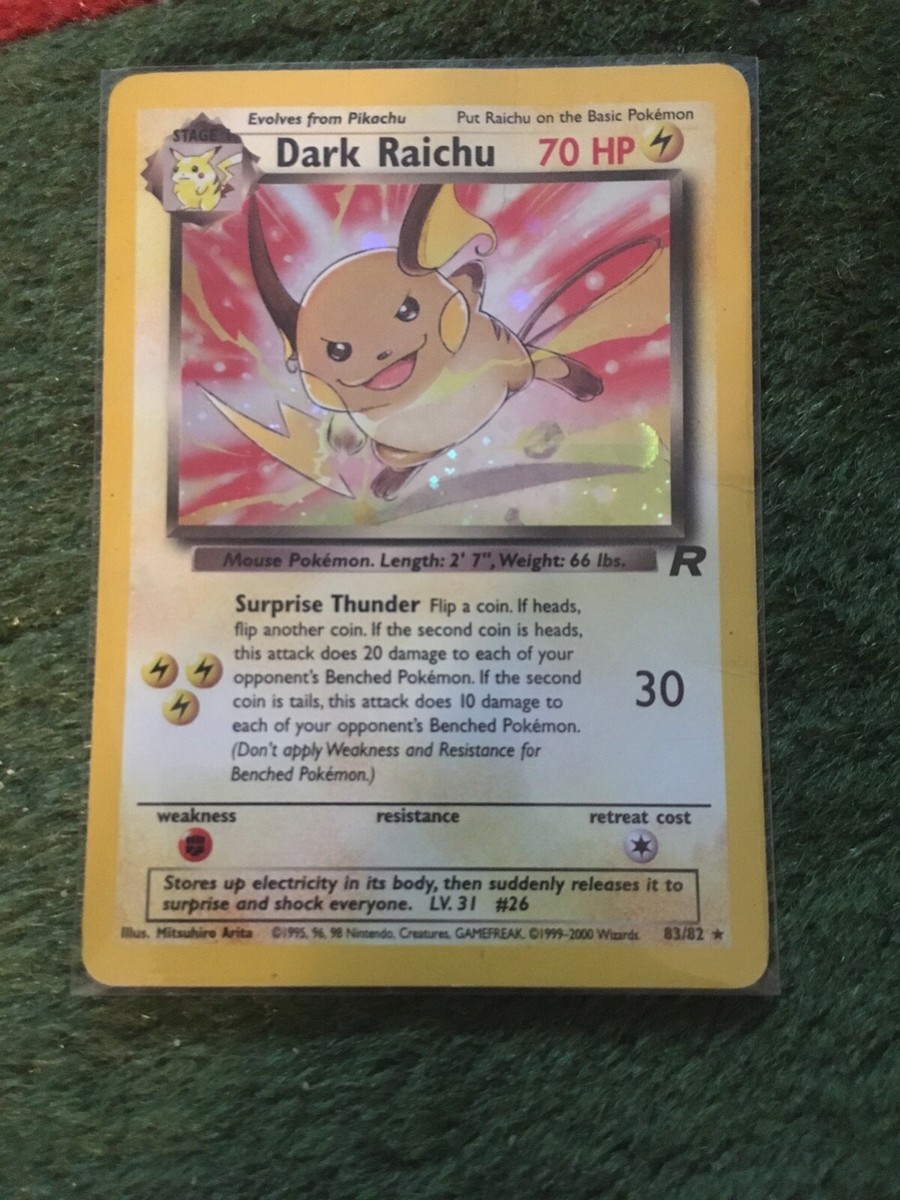 Evolves from Pikachu Put Raichu on the Basic Pokémon
STAGE 1
Dark Raichu 70 HP
Mouse Pokémon. Length: 2' 7", Weight: 66 lbs.
R
Surprise Thunder Flip a coin. If heads,
flip another coin. If the second coin is heads,
this attack does 20 damage to each of your
opponent's Benched Pokémon. If the second
coin is tails, this attack does 10 damage to
each of your opponent's Benched Pokémon.
(Don't apply Weakness and Resistance for
Benched Pokémon.)
30
weakness resistance retreat cost
Stores up electricity in its body, then suddenly releases it to
surprise and shock everyone. LV. 31 #26
Illus. Mitsuhiro Arita ©1995, 96, 98 Nintendo, Creatures, GAMEFREAK. ©1999–2000 Wizards. 83/82 ★